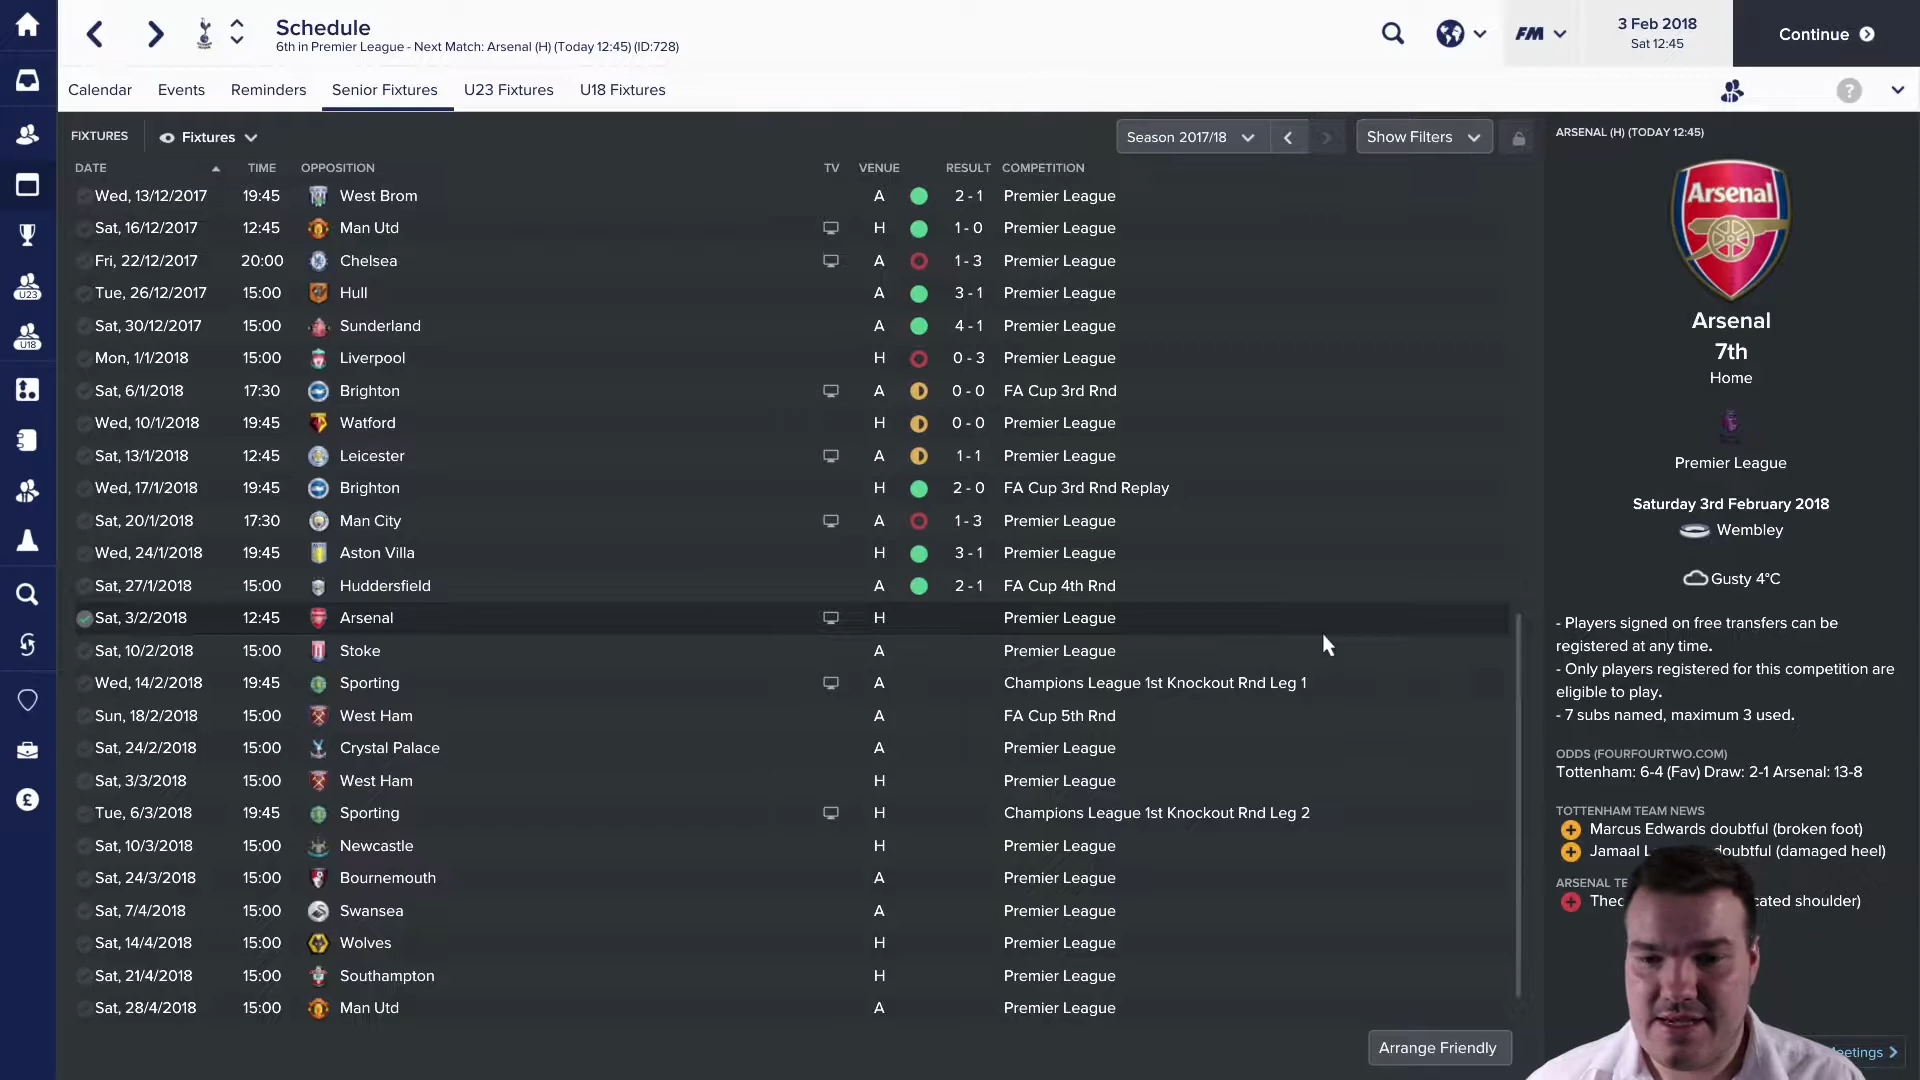 Schedule
6th in Premier League - Next Match: Arsenal (H) (Today 12:45) (ID:728)
FM
3 Feb 2018
Sat 12:45
Continue
Calendar Events Reminders Senior Fixtures U23 Fixtures U18 Fixtures
?
FIXTURES Fixtures Season 2017/18 Show Filters
DATE TIME OPPOSITION TV VENUE RESULT COMPETITION
Wed, 13/12/2017 19:45 West Brom A 2 - 1 Premier League
Sat, 16/12/2017 12:45 Man Utd H 1 - 0 Premier League
Fri, 22/12/2017 20:00 Chelsea A 1 - 3 Premier League
Tue, 26/12/2017 15:00 Hull A 3 - 1 Premier League
Sat, 30/12/2017 15:00 Sunderland A 4 - 1 Premier League
Mon, 1/1/2018 15:00 Liverpool H 0 - 3 Premier League
Sat, 6/1/2018 17:30 Brighton A 0 - 0 FA Cup 3rd Rnd
Wed, 10/1/2018 19:45 Watford H 0 - 0 Premier League
Sat, 13/1/2018 12:45 Leicester A 1 - 1 Premier League
Wed, 17/1/2018 19:45 Brighton H 2 - 0 FA Cup 3rd Rnd Replay
Sat, 20/1/2018 17:30 Man City A 1 - 3 Premier League
Wed, 24/1/2018 19:45 Aston Villa H 3 - 1 Premier League
Sat, 27/1/2018 15:00 Huddersfield A 2 - 1 FA Cup 4th Rnd
Sat, 3/2/2018 12:45 Arsenal H Premier League
Sat, 10/2/2018 15:00 Stoke A Premier League
Wed, 14/2/2018 19:45 Sporting A Champions League 1st Knockout Rnd Leg 1
Sun, 18/2/2018 15:00 West Ham A FA Cup 5th Rnd
Sat, 24/2/2018 15:00 Crystal Palace A Premier League
Sat, 3/3/2018 15:00 West Ham H Premier League
Tue, 6/3/2018 19:45 Sporting H Champions League 1st Knockout Rnd Leg 2
Sat, 10/3/2018 15:00 Newcastle H Premier League
Sat, 24/3/2018 15:00 Bournemouth A Premier League
Sat, 7/4/2018 15:00 Swansea A Premier League
Sat, 14/4/2018 15:00 Wolves H Premier League
Sat, 21/4/2018 15:00 Southampton H Premier League
Sat, 28/4/2018 15:00 Man Utd A Premier League
Arrange Friendly
U23
U18
ARSENAL (H) (TODAY 12:45)
Arsenal
Arsenal
7th
Home
Premier League
Saturday 3rd February 2018
Wembley
Gusty 4°C
- Players signed on free transfers can be
registered at any time.
- Only players registered for this competition are
eligible to play.
- 7 subs named, maximum 3 used.
ODDS (FOURFOURTWO.COM)
Tottenham: 6-4 (Fav) Draw: 2-1 Arsenal: 13-8
TOTTENHAM TEAM NEWS
Marcus Edwards doubtful (broken foot)
Jamaal doubtful (damaged heel)
ARSENAL
shoulder)